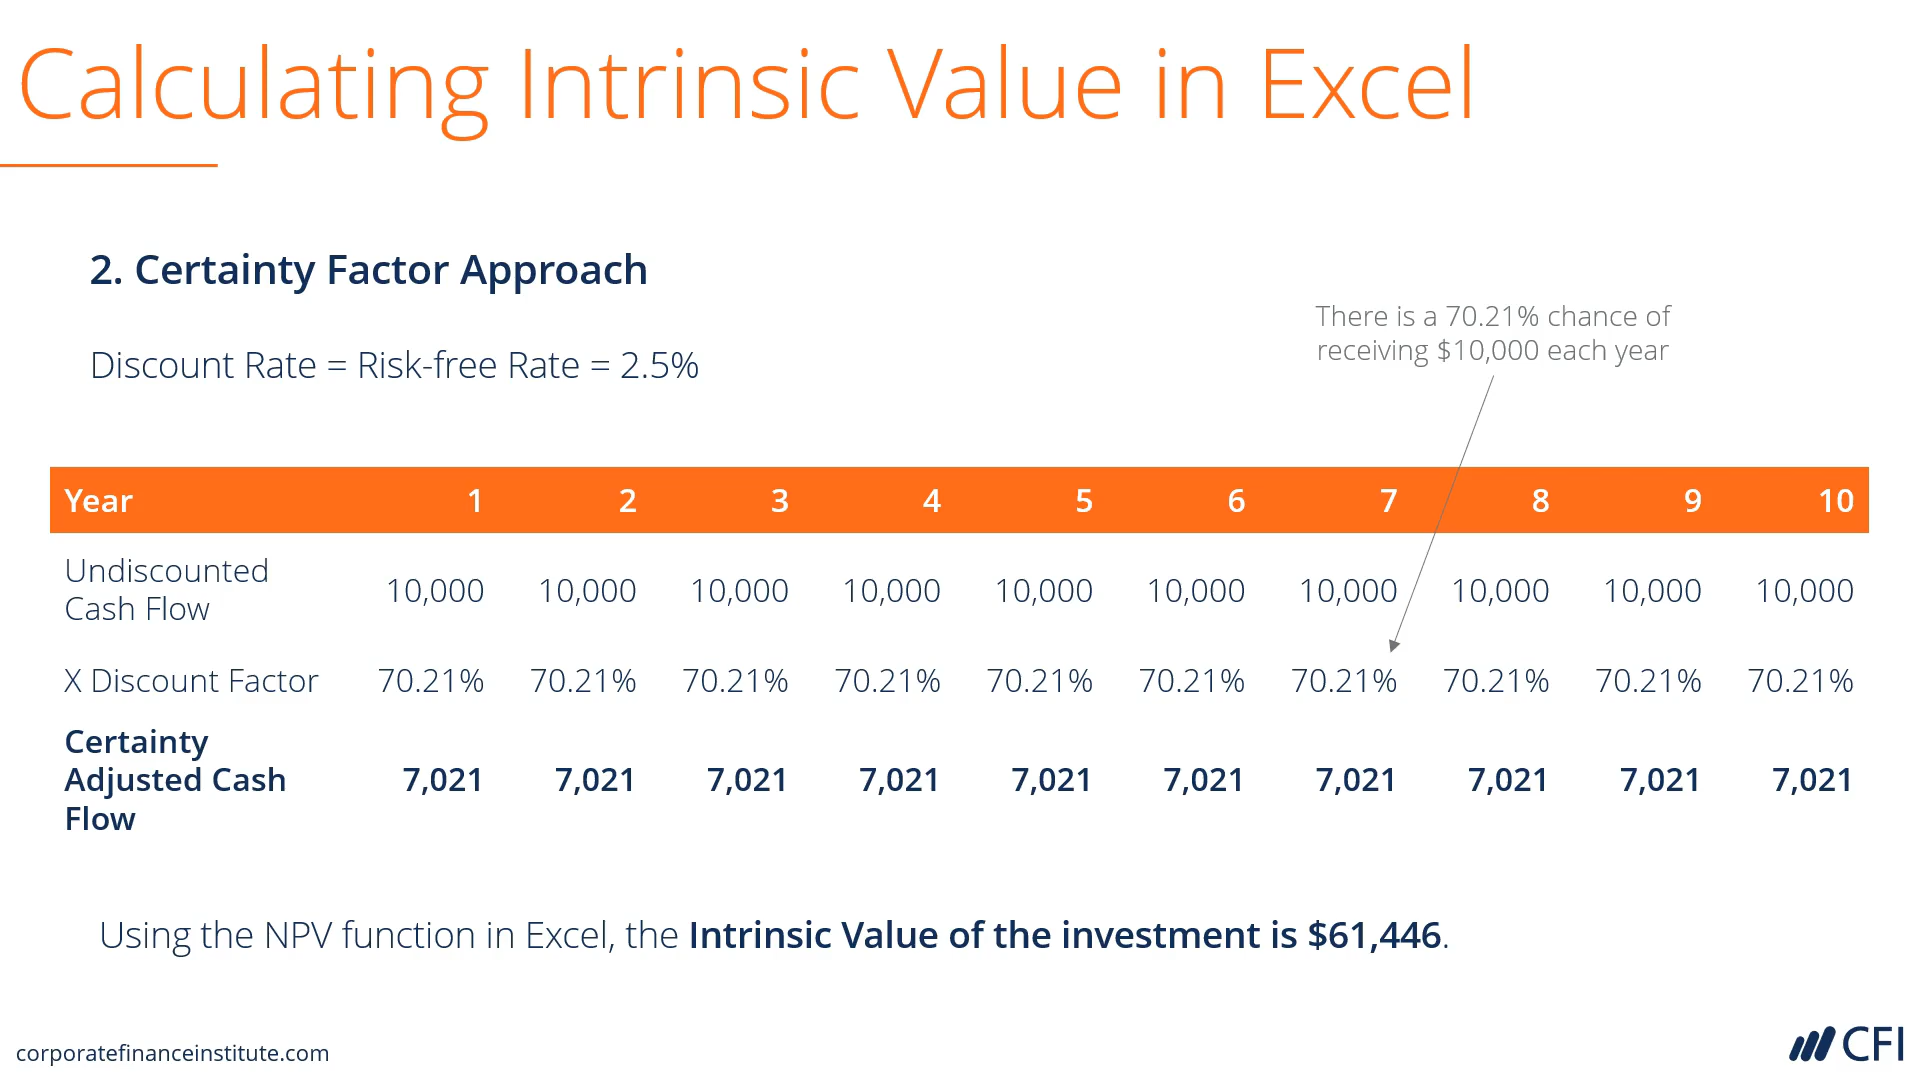 Calculating Intrinsic Value in Excel
2. Certainty Factor Approach
There is a 70.21% chance of
receiving $10,000 each year
Discount Rate = Risk-free Rate = 2.5%
Year 1 2 3 4 5 6 7 8 9 10
Undiscounted
Cash Flow 10,000 10,000 10,000 10,000 10,000 10,000 10,000 10,000 10,000 10,000
X Discount Factor 70.21% 70.21% 70.21% 70.21% 70.21% 70.21% 70.21% 70.21% 70.21% 70.21%
Certainty
Adjusted Cash 7,021 7,021 7,021 7,021 7,021 7,021 7,021 7,021 7,021 7,021
Flow
Using the NPV function in Excel, the Intrinsic Value of the investment is $61,446.
corporatefinanceinstitute.com
CFI